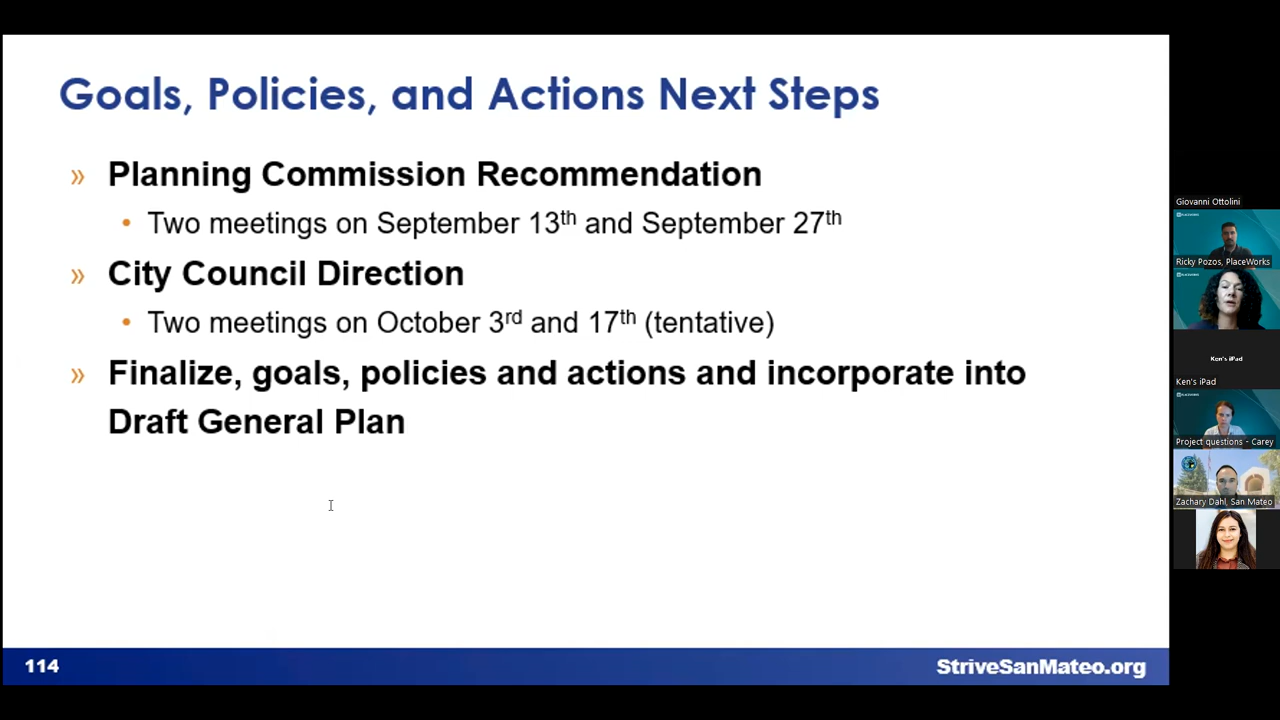 Goals, Policies, and Actions Next Steps
» Planning Commission Recommendation
• Two meetings on September 13th and September 27th
» City Council Direction
• Two meetings on October 3rd and 17th (tentative)
» Finalize, goals, policies and actions and incorporate into
Draft General Plan
114
StriveSanMateo.org
Giovanni Ottolini
PLACEWORKS
Ricky Pozos, PlaceWorks
PLACEWORKS
Ken's iPad
Ken's iPad
PLACEWORKS
Project questions - Carey
Zachary Dahl, San Mateo